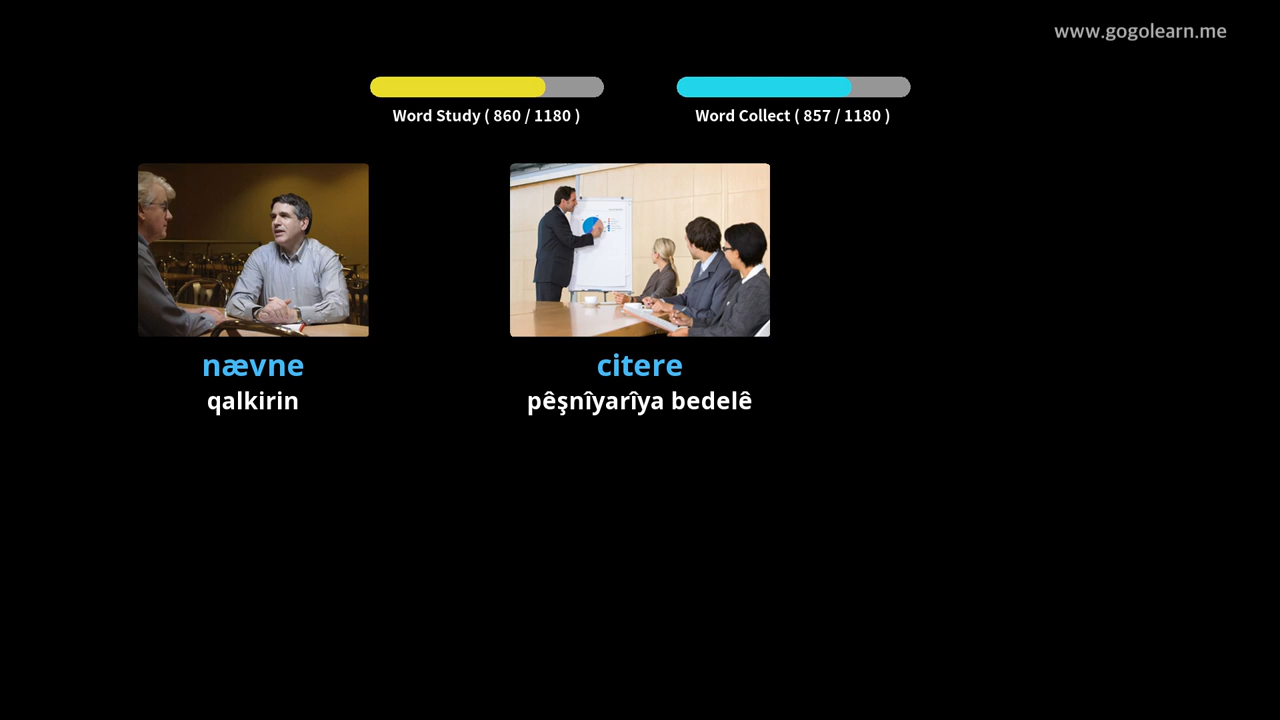 www.gogolearn.me
Word Study ( 860 / 1180 )
Word Collect ( 857 / 1180 )
nævne
citere
qalkirin
pêşnîyarîya bedelê